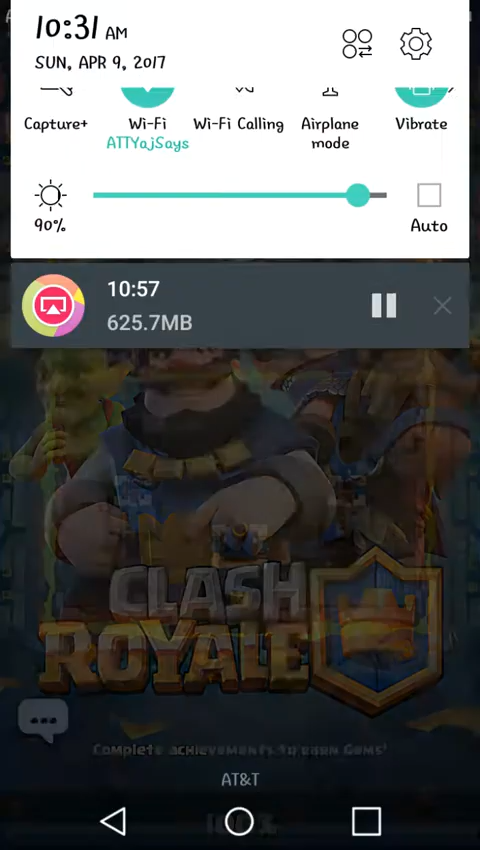 10:31 AM
SUN, APR 9, 2017
Capture+
Wi-Fi
ATTYajSays
Wi-Fi Calling
Airplane
mode
Vibrate
90%
Auto
10:57
625.7MB
CLASH
ROYALE
Complete achievements to earn Gems!
AT&T